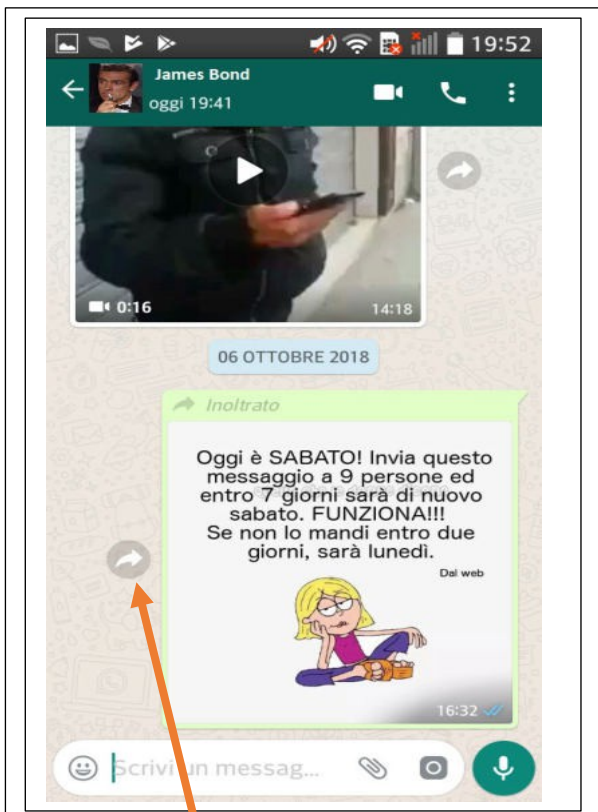 19:52
James Bond
oggi 19:41
0:16
14:18
06 OTTOBRE 2018
Inoltrato
Oggi è SABATO! Invia questo
messaggio a 9 persone ed
entro 7 giorni sarà di nuovo
sabato. FUNZIONA!!!
Se non lo mandi entro due
giorni, sarà lunedì.
Dal web
16:32
Scrivi un messag...